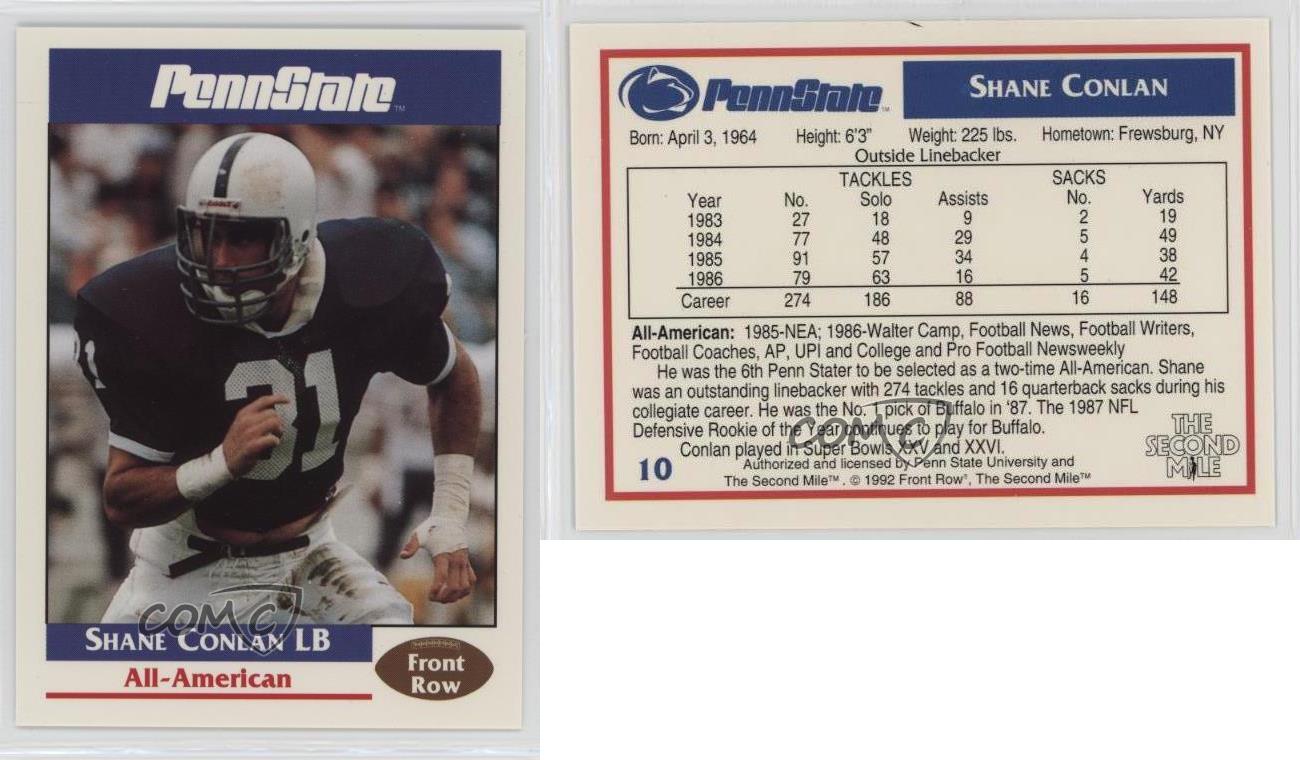 PennState™
31
31
COMC
SHANE CONLAN LB
All-American
Front
Row
PennState™
SHANE CONLAN
Born: April 3, 1964 Height: 6'3" Weight: 225 lbs. Hometown: Frewsburg, NY
Outside Linebacker
TACKLES SACKS
Year No. Solo Assists No. Yards
1983 27 18 9 2 19
1984 77 48 29 5 49
1985 91 57 34 4 38
1986 79 63 16 5 42
Career 274 186 88 16 148
All-American: 1985-NEA; 1986-Walter Camp, Football News, Football Writers,
Football Coaches, AP, UPI and College and Pro Football Newsweekly
He was the 6th Penn Stater to be selected as a two-time All-American. Shane
was an outstanding linebacker with 274 tackles and 16 quarterback sacks during his
collegiate career. He was the No. 1 pick of Buffalo in '87. The 1987 NFL
Defensive Rookie of the Year continues to play for Buffalo.
Conlan played in Super Bowls XXV and XXVI.
COMC
THE
SECOND
MILE
10
Authorized and licensed by Penn State University and
The Second Mile™. © 1992 Front Row®, The Second Mile™